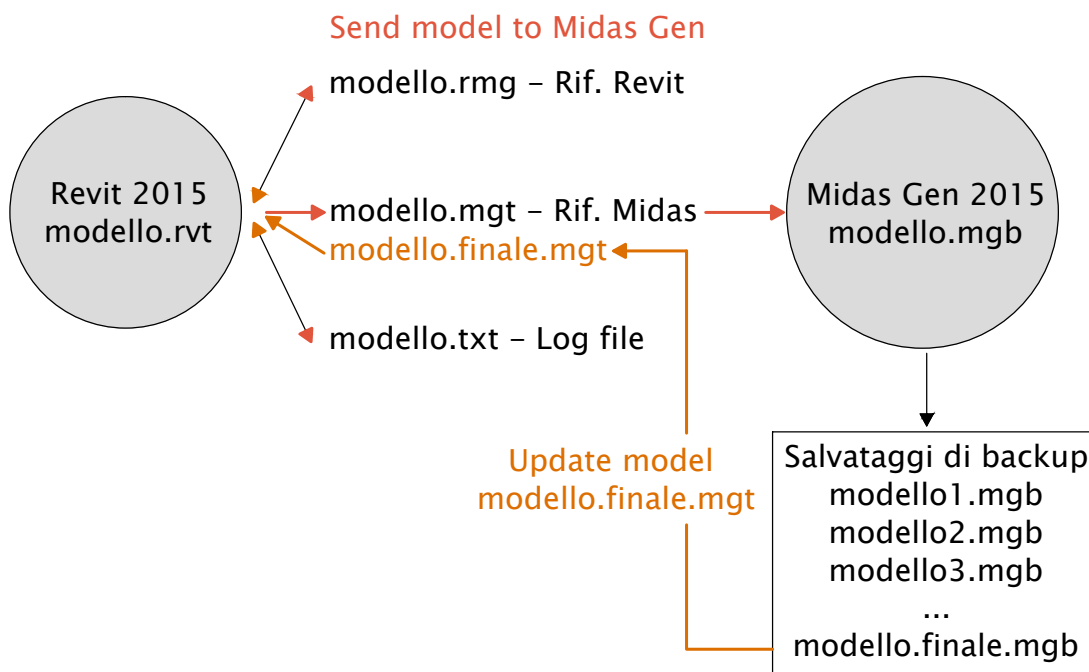 Send model to Midas Gen
modello.rmg – Rif. Revit
Revit 2015
modello.rvt
modello.mgt – Rif. Midas
modello.finale.mgt
modello.txt – Log file
Midas Gen 2015
modello.mgb
Update model
modello.finale.mgt
Salvataggi di backup
modello1.mgb
modello2.mgb
modello3.mgb
...
modello.finale.mgb